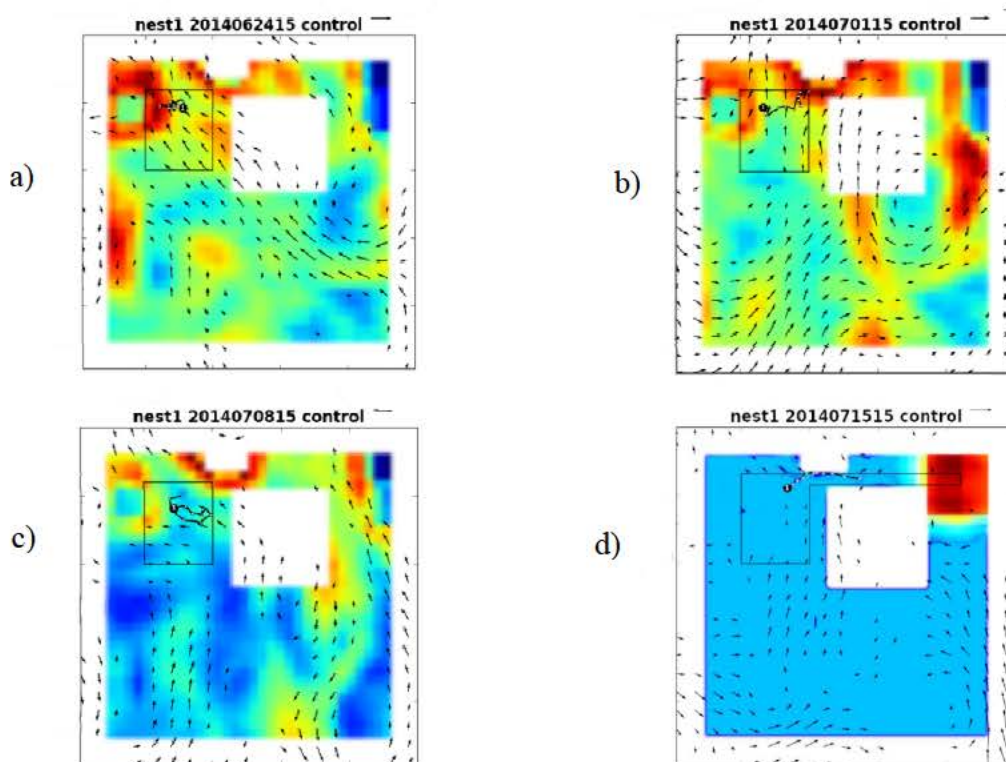 nest1 2014062415 control
a)
nest1 2014070115 control
b)
nest1 2014070815 control
c)
nest1 2014071515 control
d)